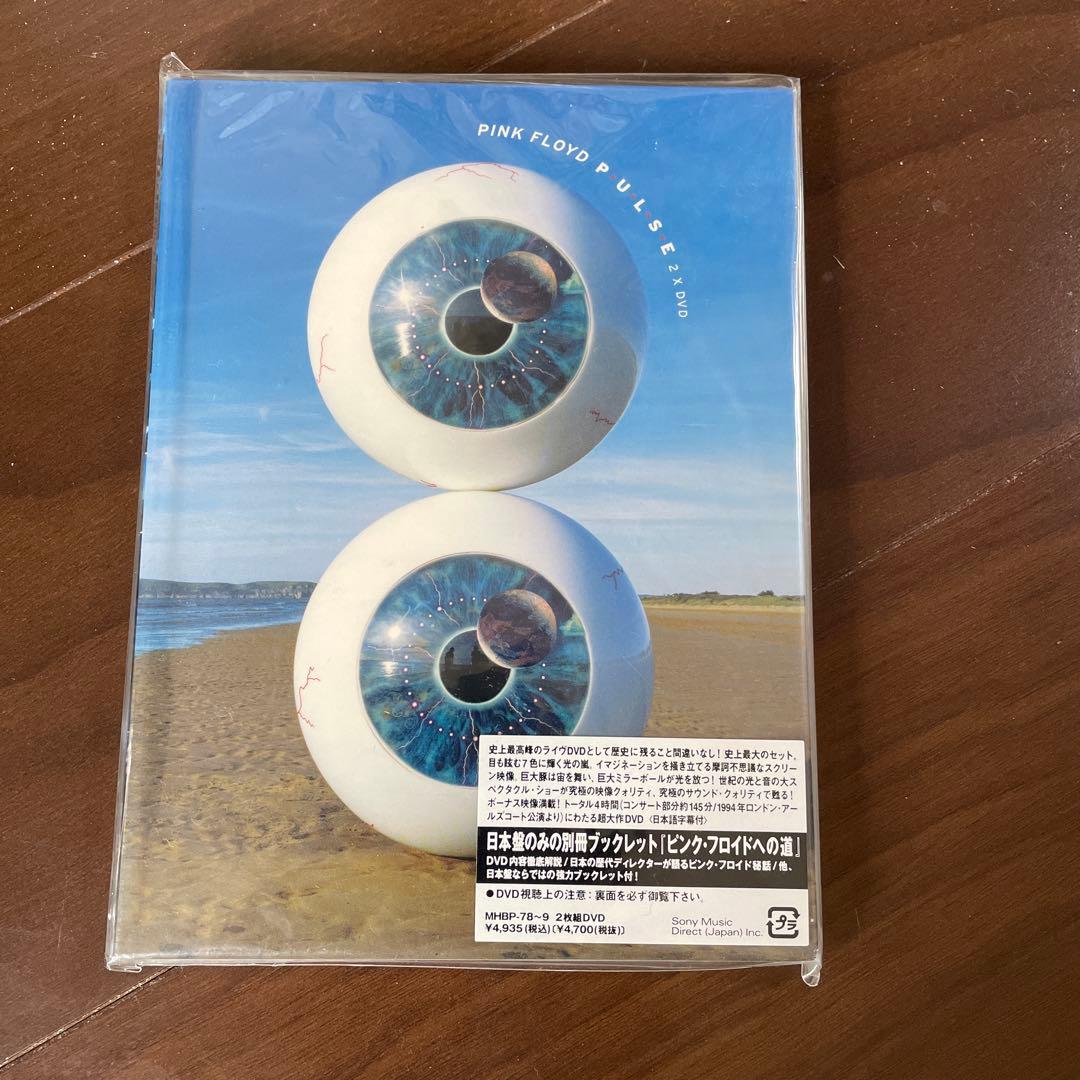 PINK FLOYD P·U·L·S·E 2 X DVD
史上最高峰のライヴDVDとして歴史に残ること間違いなし！史上最大のセット。
目も眩む7色に輝く光の嵐。イマジネーションを掻き立てる摩訶不思議なスクリー
ン映像。巨大豚は宙を舞い、巨大ミラーボールが光を放つ！世紀の光と音の大ス
ペクタクル・ショーが究極の映像クォリティ、究極のサウンド・クォリティで甦る！
ボーナス映像満載！トータル4時間（コンサート部分約145分/1994年ロンドン・アー
ルズコート公演より）にわたる超大作DVD〈日本語字幕付〉
日本盤のみの別冊ブックレット『ピンク・フロイドへの道』
DVD内容徹底解説/日本の歴代ディレクターが語るピンク・フロイド秘話/他、
日本盤ならではの強力ブックレット付！
●DVD視聴上の注意：裏面を必ず御覧下さい。
MHBP-78〜9 2枚組DVD
¥4,935(税込)〔¥4,700(税抜)〕
Sony Music
Direct (Japan) Inc.
プラ